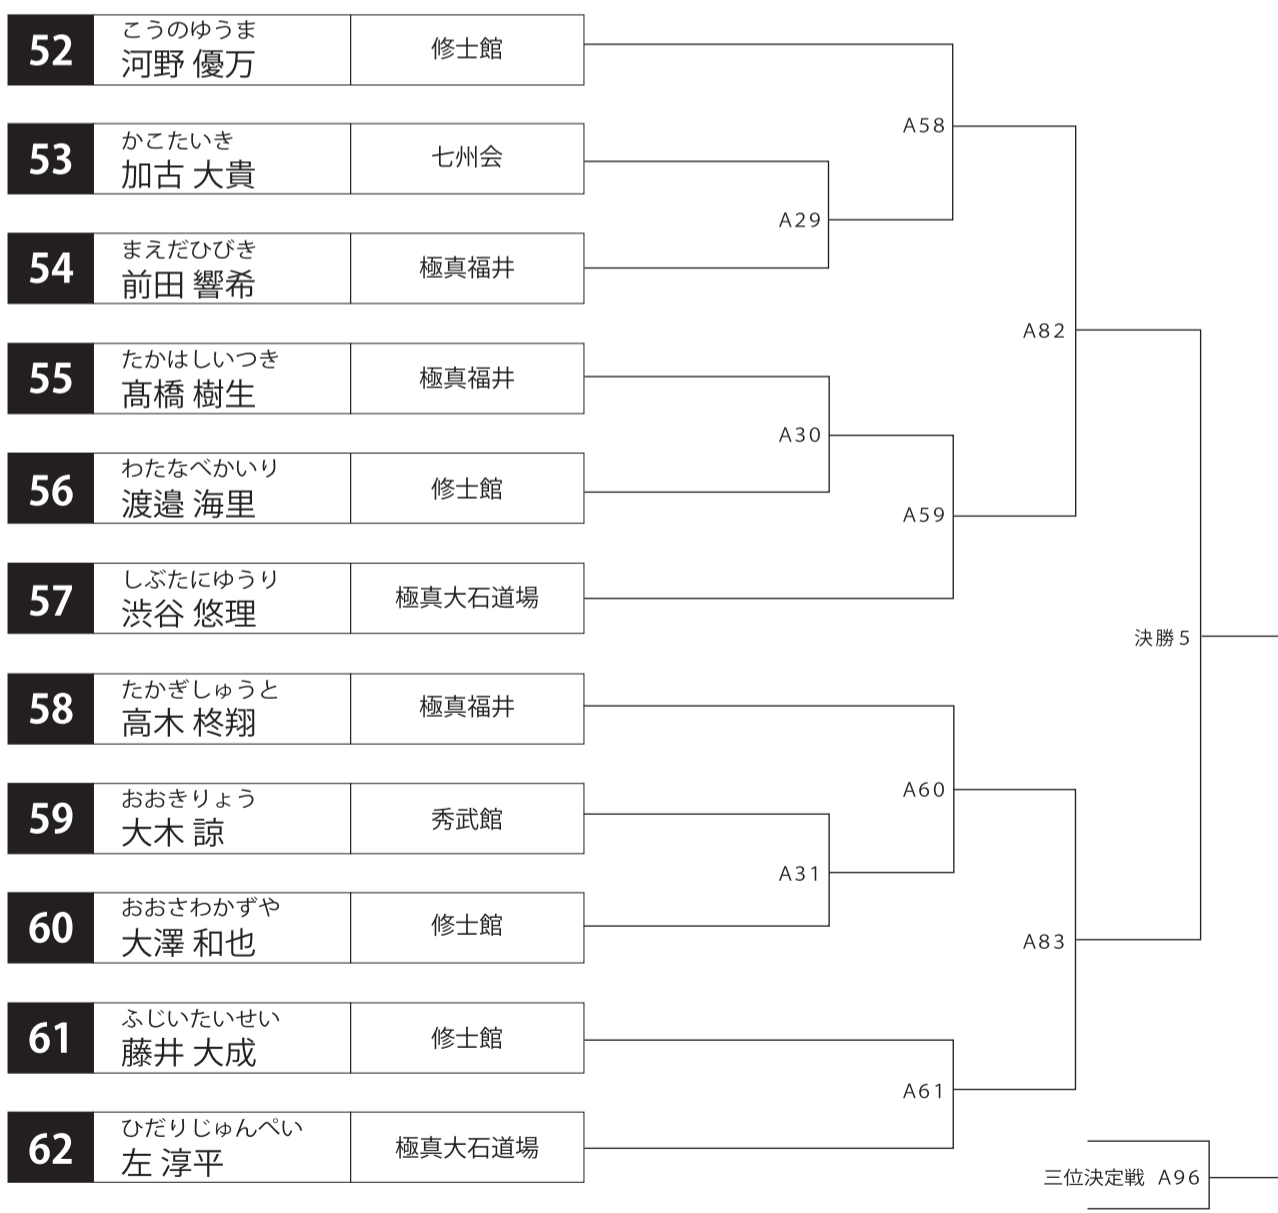 52
こうのゆうま
河野 優万
修士館
53
かこたいき
加古 大貴
七州会
54
まえだひびき
前田 響希
極真福井
55
たかはしいつき
髙橋 樹生
極真福井
56
わたなべかいり
渡邉 海里
修士館
57
しぶたにゆうり
渋谷 悠理
極真大石道場
58
たかぎしゅうと
高木 柊翔
極真福井
59
おおきりょう
大木 諒
秀武館
60
おおさわかずや
大澤 和也
修士館
61
ふじいたいせい
藤井 大成
修士館
62
ひだりじゅんぺい
左 淳平
極真大石道場
A29
A30
A31
A58
A59
A60
A61
A82
A83
決勝5
三位決定戦 A96